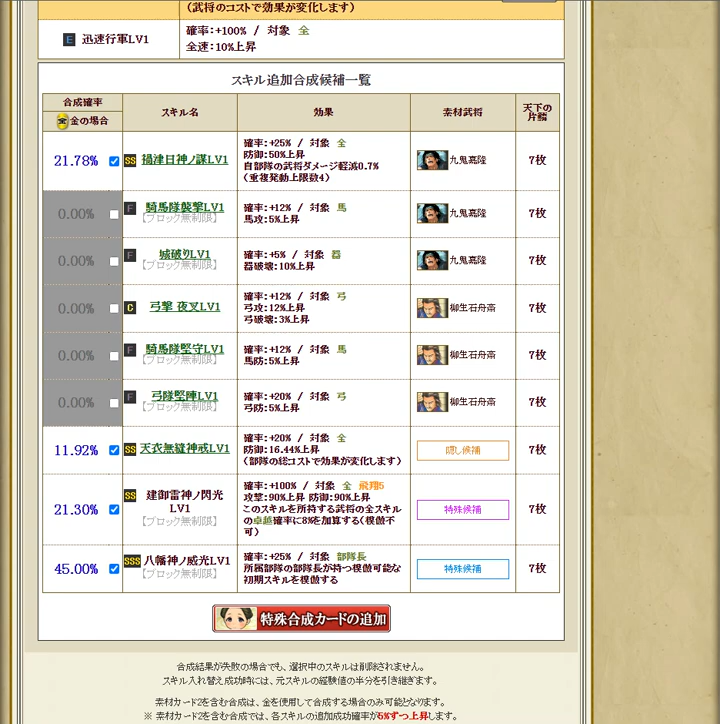 （武将のコストで効果が変化します）
E 迅速行軍LV1
確率：+100% / 対象 全
全速：10%上昇
スキル追加合成候補一覧
合成確率
金の場合
スキル名
効果
素材武将
天下の
片鱗
21.78%
SS 禍津日神ノ謀LV1
確率：+25% / 対象 全
防御：50%上昇
自部隊の武将ダメージ軽減0.7%
（重複発動上限数4）
九鬼嘉隆
7枚
0.00%
F 騎馬隊襲撃LV1
【ブロック無制限】
確率：+12% / 対象 馬
馬攻：5%上昇
九鬼嘉隆
7枚
0.00%
F 城破りLV1
【ブロック無制限】
確率：+5% / 対象 器
器破壊：10%上昇
九鬼嘉隆
7枚
0.00%
C 弓撃 夜叉LV1
確率：+12% / 対象 弓
弓攻：12%上昇
弓破壊：3%上昇
柳生石舟斎
7枚
0.00%
F 騎馬隊堅守LV1
【ブロック無制限】
確率：+12% / 対象 馬
馬防：5%上昇
柳生石舟斎
7枚
0.00%
F 弓隊堅陣LV1
【ブロック無制限】
確率：+20% / 対象 弓
弓防：5%上昇
柳生石舟斎
7枚
11.92%
SS 天衣無縫神戒LV1
確率：+20% / 対象 全
防御：16.44%上昇
（部隊の総コストで効果が変化します）
隠し候補
7枚
21.30%
SS 建御雷神ノ閃光
LV1
【ブロック無制限】
確率：+100% / 対象 全 飛翔5
攻撃：90%上昇 防御：90%上昇
このスキルを所持する武将の全スキル
の卓越確率に8%を加算する（模倣不
可）
特殊候補
7枚
45.00%
SSS 八幡神ノ威光LV1
【ブロック無制限】
確率：+25% / 対象 部隊長
所属部隊の部隊長が持つ模倣可能な
初期スキルを模倣する
特殊候補
7枚
特殊合成カードの追加
合成結果が失敗の場合でも、選択中のスキルは削除されません。
スキル入れ替え成功時には、元スキルの経験値の半分を引き継ぎます。
素材カード2を含む合成は、金を使用して合成する場合のみ可能となります。
※ 素材カード2を含む合成では、各スキルの追加成功確率が5%ずつ上昇します。